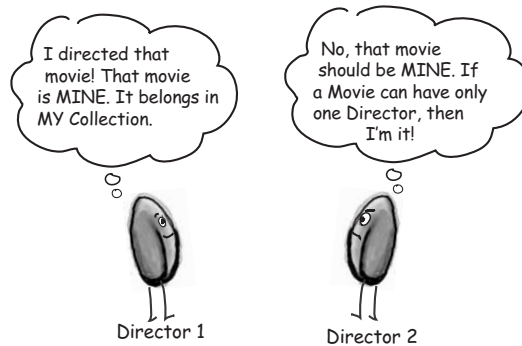 I directed that
movie! That movie
is MINE. It belongs in
MY Collection.
No, that movie
should be MINE. If
a Movie can have only
one Director, then
I'm it!
Director 1
Director 2